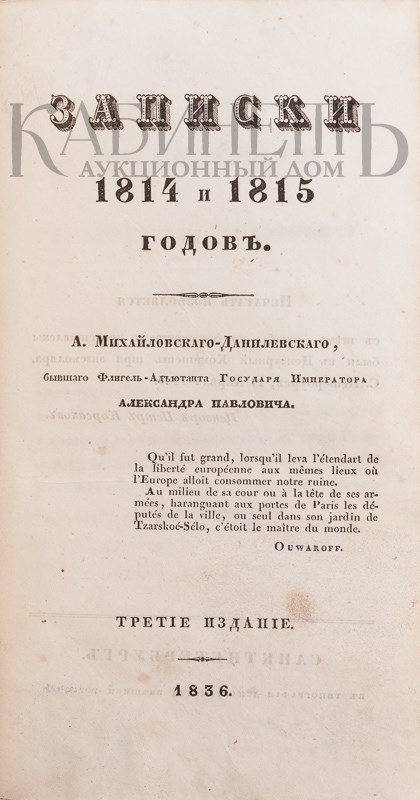 ЗАПИСКИ
КАБИНЕТЪ
АУКЦИОННЫЙ ДОМ
1814 и 1815
ГОДОВЪ.
А. Михайловскаго-Данилевскаго,
бывшаго Флигель-Адъютанта Государя Императора
АЛЕКСАНДРА ПАВЛОВИЧА.
Qu'il fut grand, lorsqu'il leva l'étendart de
la liberté européenne aux mêmes lieux où
l'Europe alloit consommer notre ruine.
Au milieu de sa cour ou à la tête de ses ar-
mées, haranguant aux portes de Paris les dé-
putés de la ville, ou seul dans son jardin de
Tzarskoé-Sélo, c'étoit le maître du monde.
Ouwaroff.
ТРЕТІЕ ИЗДАНІЕ.
1836.